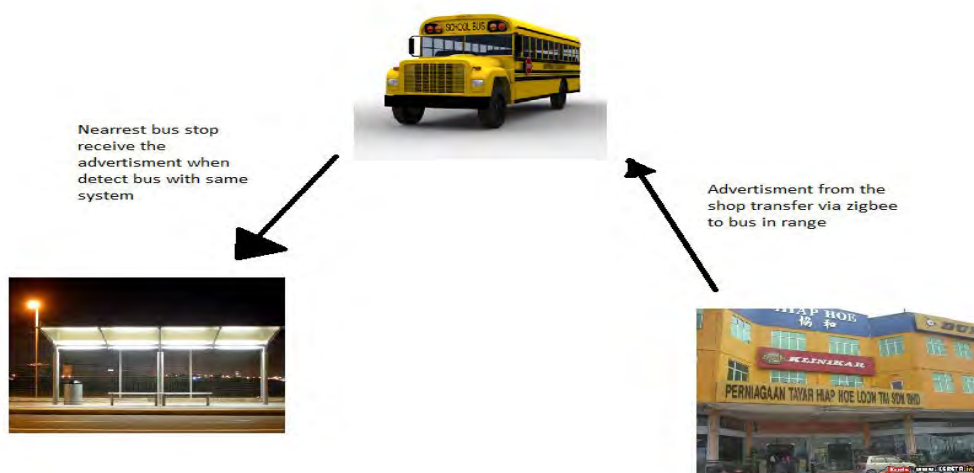 SCHOOL BUS
Nearrest bus stop
receive the
advertisment when
detect bus with same
system
Advertisment from the
shop transfer via zigbee
to bus in range
HIAP HOE
協和
KLINIKAR
PERNIAGAAN TAYAR HIAP HOE LOON TAI SDN BHD